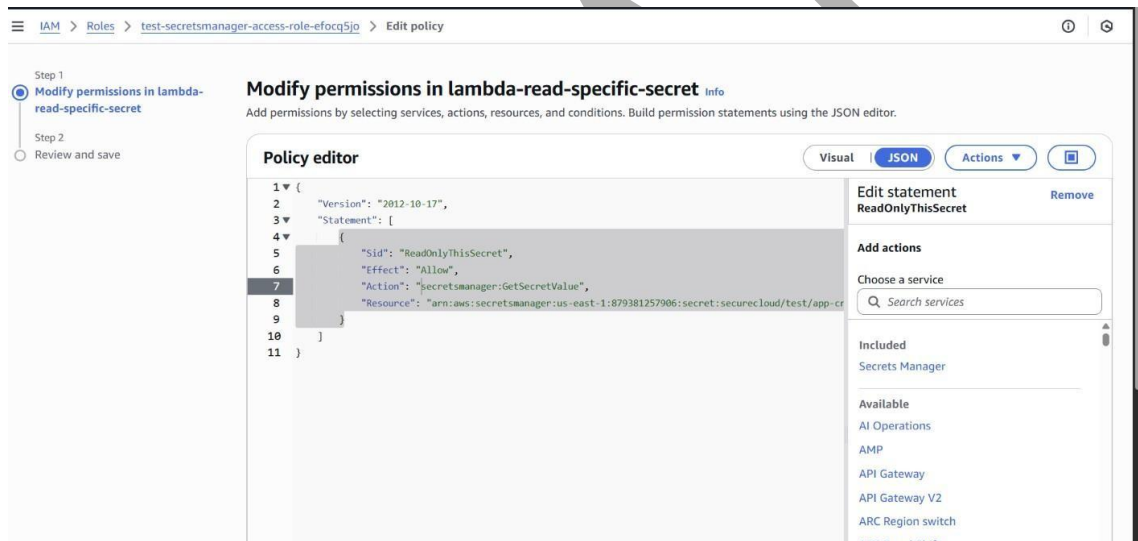 IAM > Roles > test-secretsmanager-access-role-efocq5jo > Edit policy
Step 1
Modify permissions in lambda-
read-specific-secret
Step 2
Review and save
Modify permissions in lambda-read-specific-secret Info
Add permissions by selecting services, actions, resources, and conditions. Build permission statements using the JSON editor.
Policy editor
Visual | JSON Actions ▼
1 {
2 "Version": "2012-10-17",
3 "Statement": [
4 {
5 "Sid": "ReadOnlyThisSecret",
6 "Effect": "Allow",
7 "Action": "secretsmanager:GetSecretValue",
8 "Resource": "arn:aws:secretsmanager:us-east-1:879381257906:secret:securecloud/test/app-cr
9 }
10 ]
11 }
Edit statement Remove
ReadOnlyThisSecret
Add actions
Choose a service
Search services
Included
Secrets Manager
Available
AI Operations
AMP
API Gateway
API Gateway V2
ARC Region switch